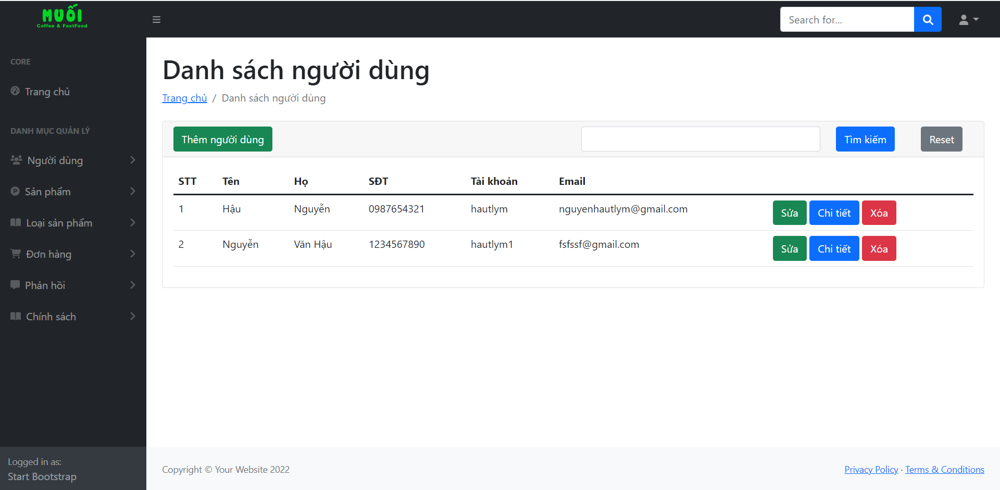 MUỐI
Coffee & FastFood
Search for...
CORE
Trang chủ
DANH MỤC QUẢN LÝ
Người dùng
Sản phẩm
Loại sản phẩm
Đơn hàng
Phản hồi
Chính sách
Logged in as:
Start Bootstrap
Danh sách người dùng
Trang chủ / Danh sách người dùng
Thêm người dùng Tìm kiếm Reset
STT Tên Họ SĐT Tài khoản Email
1 Hậu Nguyễn 0987654321 hautlym nguyenhautlym@gmail.com Sửa Chi tiết Xóa
2 Nguyễn Văn Hậu 1234567890 hautlym1 fsfssf@gmail.com Sửa Chi tiết Xóa
Copyright © Your Website 2022 Privacy Policy · Terms & Conditions